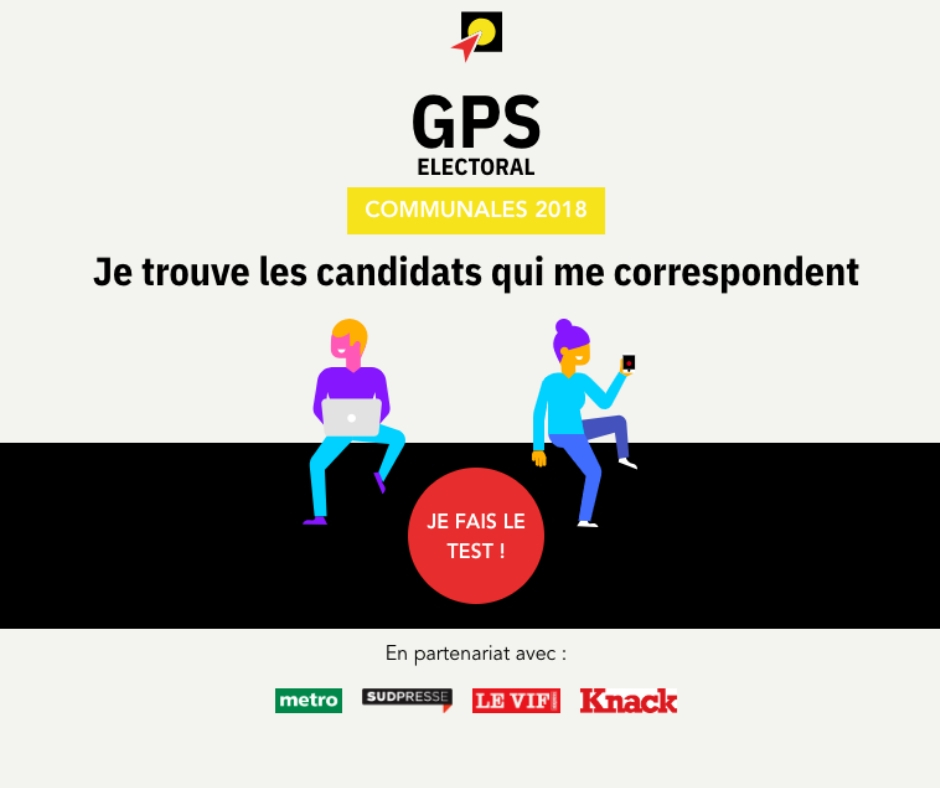 GPS
ELECTORAL
COMMUNALES 2018
Je trouve les candidats qui me correspondent
JE FAIS LE
TEST !
En partenariat avec :
metro SUDPRESSE LE VIF Knack